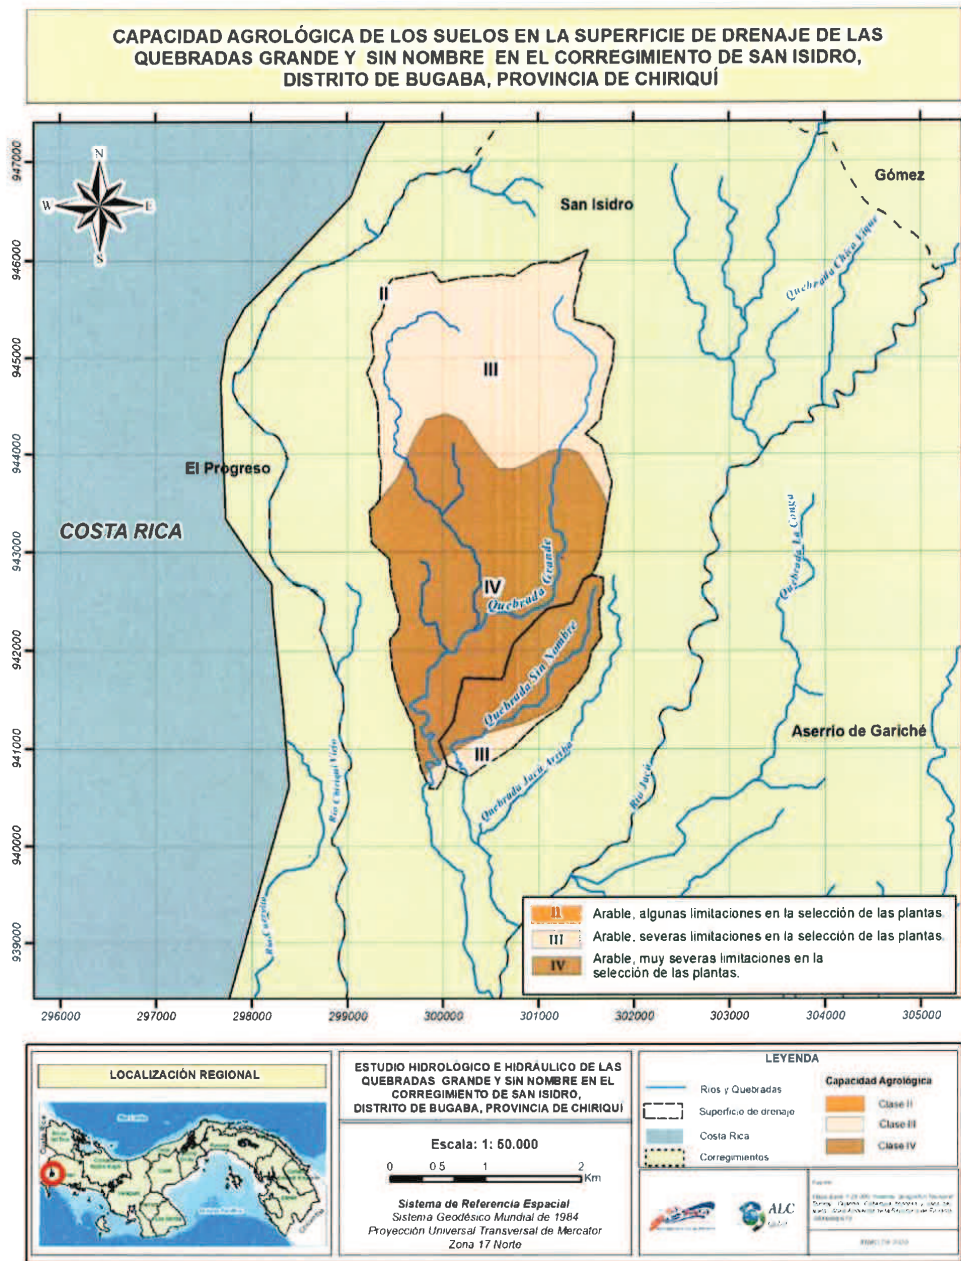 CAPACIDAD AGROLÓGICA DE LOS SUELOS EN LA SUPERFICIE DE DRENAJE DE LAS
QUEBRADAS GRANDE Y SIN NOMBRE EN EL CORREGIMIENTO DE SAN ISIDRO,
DISTRITO DE BUGABA, PROVINCIA DE CHIRIQUÍ
947000
946000
945000
944000
943000
942000
941000
940000
939000
N
W
E
S
San Isidro
Gómez
Quebrada Chica Vique
II
III
El Progreso
COSTA RICA
Quebrada La Conga
IV
Quebrada Grande
Quebrada Sin Nombre
Aserrio de Gariché
III
Quebrada Jacú Arriba
Río Chiriquí Viejo
Río Jacú
II Arable, algunas limitaciones en la selección de las plantas.
III Arable, severas limitaciones en la selección de las plantas.
IV Arable, muy severas limitaciones en la
selección de las plantas.
296000 297000 298000 299000 300000 301000 302000 303000 304000 305000
LOCALIZACIÓN REGIONAL
Costa Rica
ESTUDIO HIDROLÓGICO E HIDRÁULICO DE LAS
QUEBRADAS GRANDE Y SIN NOMBRE EN EL
CORREGIMIENTO DE SAN ISIDRO,
DISTRITO DE BUGABA, PROVINCIA DE CHIRIQUÍ
Escala: 1: 50.000
0 0 5 1 2
Km
Sistema de Referencia Espacial
Sistema Geodésico Mundial de 1984
Proyección Universal Transversal de Mercator
Zona 17 Norte
LEYENDA
Rios y Quebradas
Superficio de drenaje
Costa Rica
Corregimientos
Capacidad Agrológica
Clase II
Clase III
Clase IV
ALC